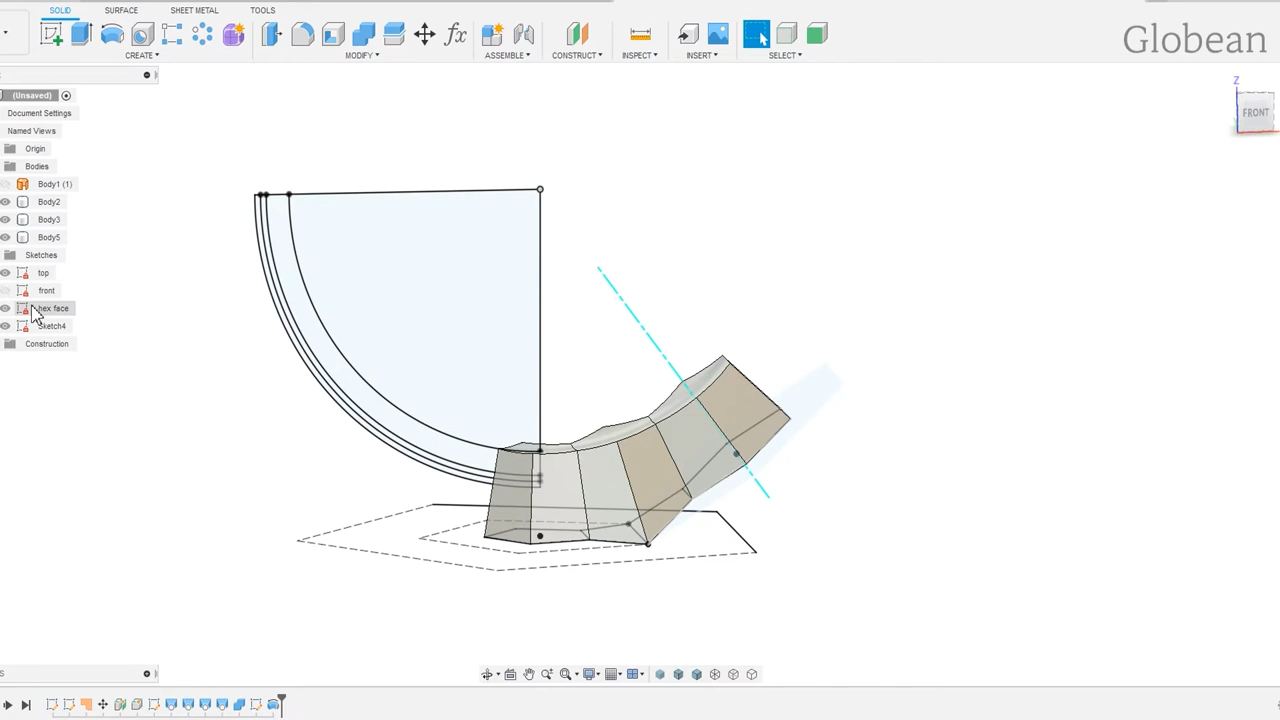 SOLID SURFACE SHEET METAL TOOLS
fx
CREATE MODIFY ASSEMBLE CONSTRUCT INSPECT INSERT SELECT
Globean
(Unsaved)
Document Settings
Named Views
Origin
Bodies
Body1 (1)
Body2
Body3
Body5
Sketches
top
front
hex face
Sketch4
Construction
Z
FRONT
S